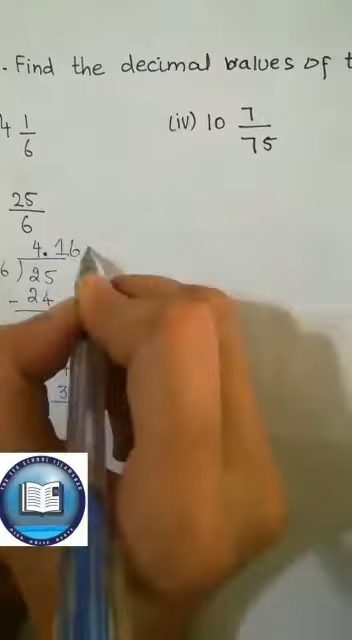 . Find the decimal values of t
4 1/6
(iv) 10 7/75
25/6
4.16
6 ) 25
- 24
3